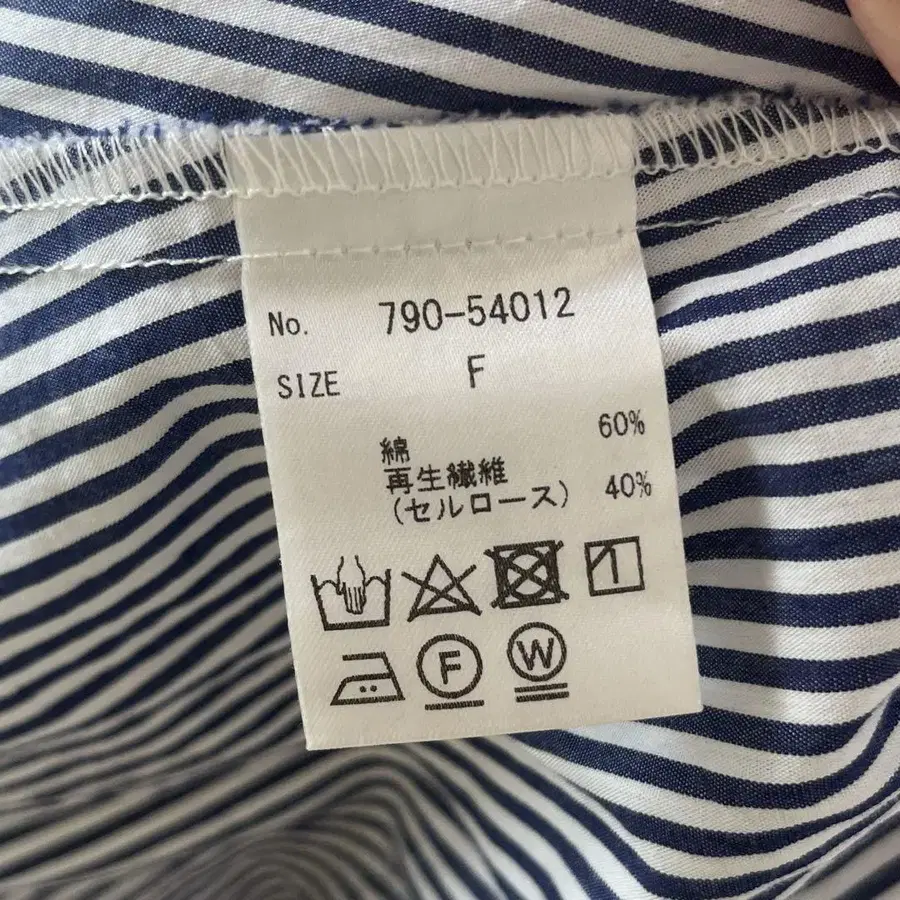 No. 790-54012
SIZE F
綿 60%
再生繊維
(セルロース) 40%
F W